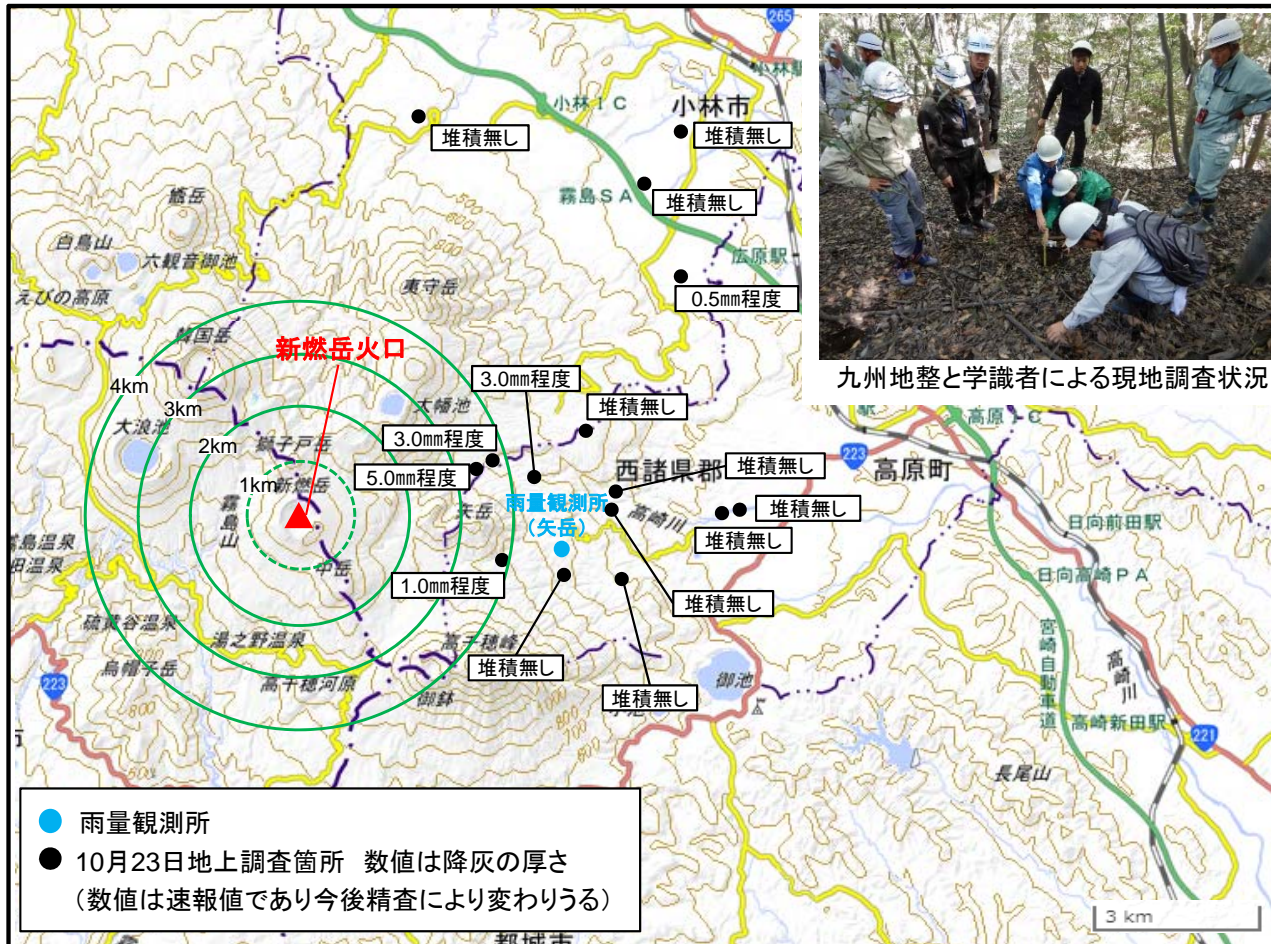 265
小林駅
小林IC
小林市
堆積無し
堆積無し
霧島SA
堆積無し
甑岳
白鳥山
六観音御池
えびの高原
夷守岳
広原駅
0.5mm程度
韓国岳
新燃岳火口
九州地整と学識者による現地調査状況
4km
3km
2km
1km
3.0mm程度
堆積無し
大幡池
大浪池
獅子戸岳
3.0mm程度
5.0mm程度
新燃岳
西諸県郡
堆積無し
223
高原町
高原IC
雨量観測所
（矢岳）
矢岳
高崎川
堆積無し
堆積無し
日向前田駅
霧島山
中岳
1.0mm程度
堆積無し
日向高崎PA
硫黄谷温泉
湯之野温泉
高千穂峰
堆積無し
烏帽子岳
223
高千穂河原
御鉢
堆積無し
御池
宮崎自動車道
高崎川
高崎新田駅
221
長尾山
雨量観測所
10月23日地上調査箇所 数値は降灰の厚さ
（数値は速報値であり今後精査により変わりうる）
3 km
都城市